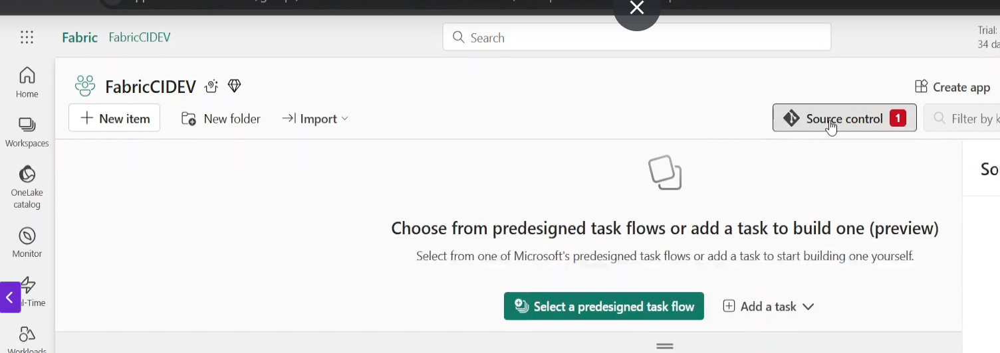 Fabric FabricCIDEV
Search
Trial:
34 da
Home
FabricCIDEV
Create app
New item
New folder
Import
Source control 1
Filter by k
Workspaces
So
OneLake
catalog
Choose from predesigned task flows or add a task to build one (preview)
Monitor
Select from one of Microsoft's predesigned task flows or add a task to start building one yourself.
l-Time
Select a predesigned task flow
Add a task
Workloads